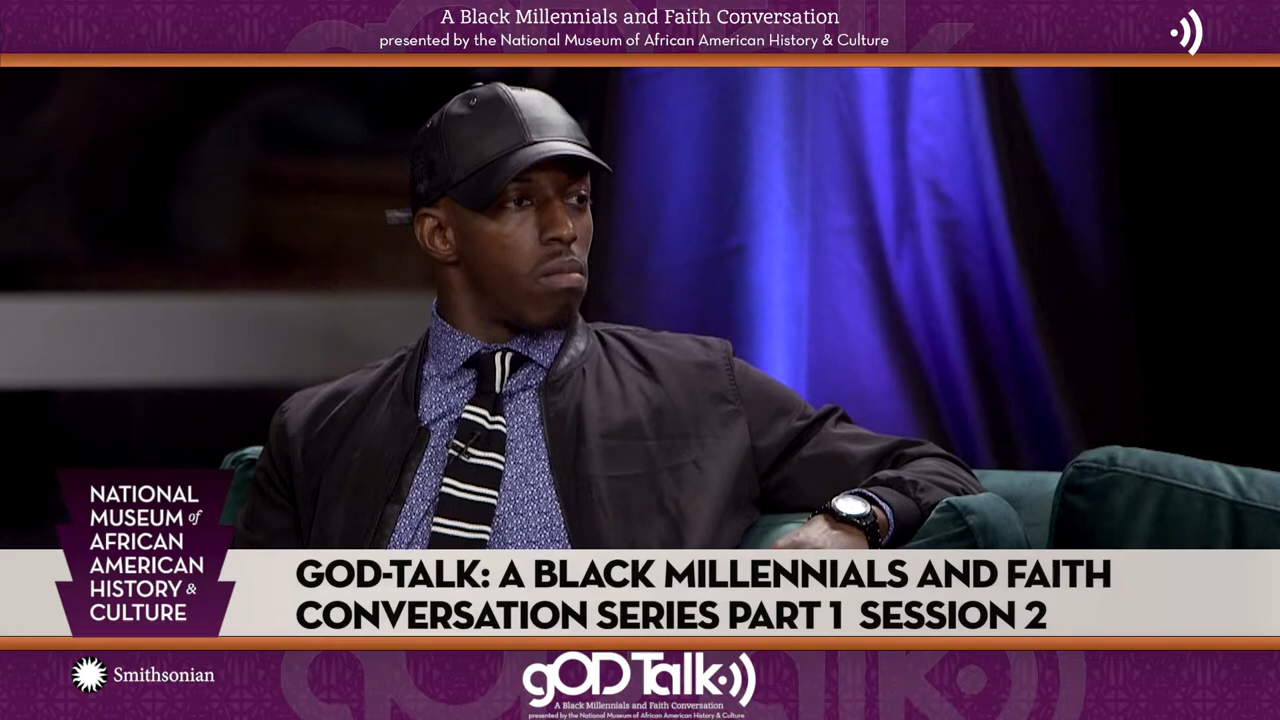 A Black Millennials and Faith Conversation
presented by the National Museum of African American History & Culture
NATIONAL
MUSEUM of
AFRICAN
AMERICAN
HISTORY &
CULTURE
GOD-TALK: A BLACK MILLENNIALS AND FAITH
CONVERSATION SERIES PART 1 SESSION 2
Smithsonian
gOD Talk
A Black Millennials and Faith Conversation
presented by the National Museum of African American History & Culture